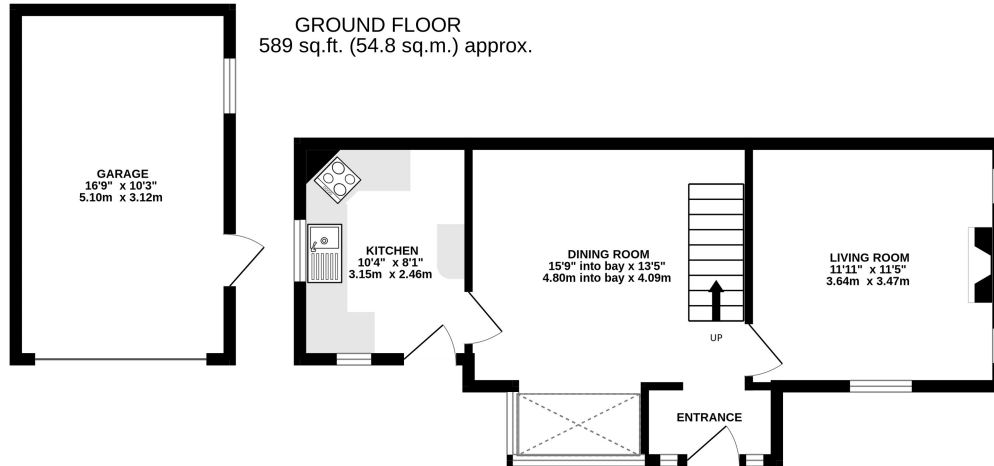 GROUND FLOOR
589 sq.ft. (54.8 sq.m.) approx.
GARAGE
16'9" x 10'3"
5.10m x 3.12m
KITCHEN
10'4" x 8'1"
3.15m x 2.46m
DINING ROOM
15'9" into bay x 13'5"
4.80m into bay x 4.09m
LIVING ROOM
11'11" x 11'5"
3.64m x 3.47m
UP
ENTRANCE